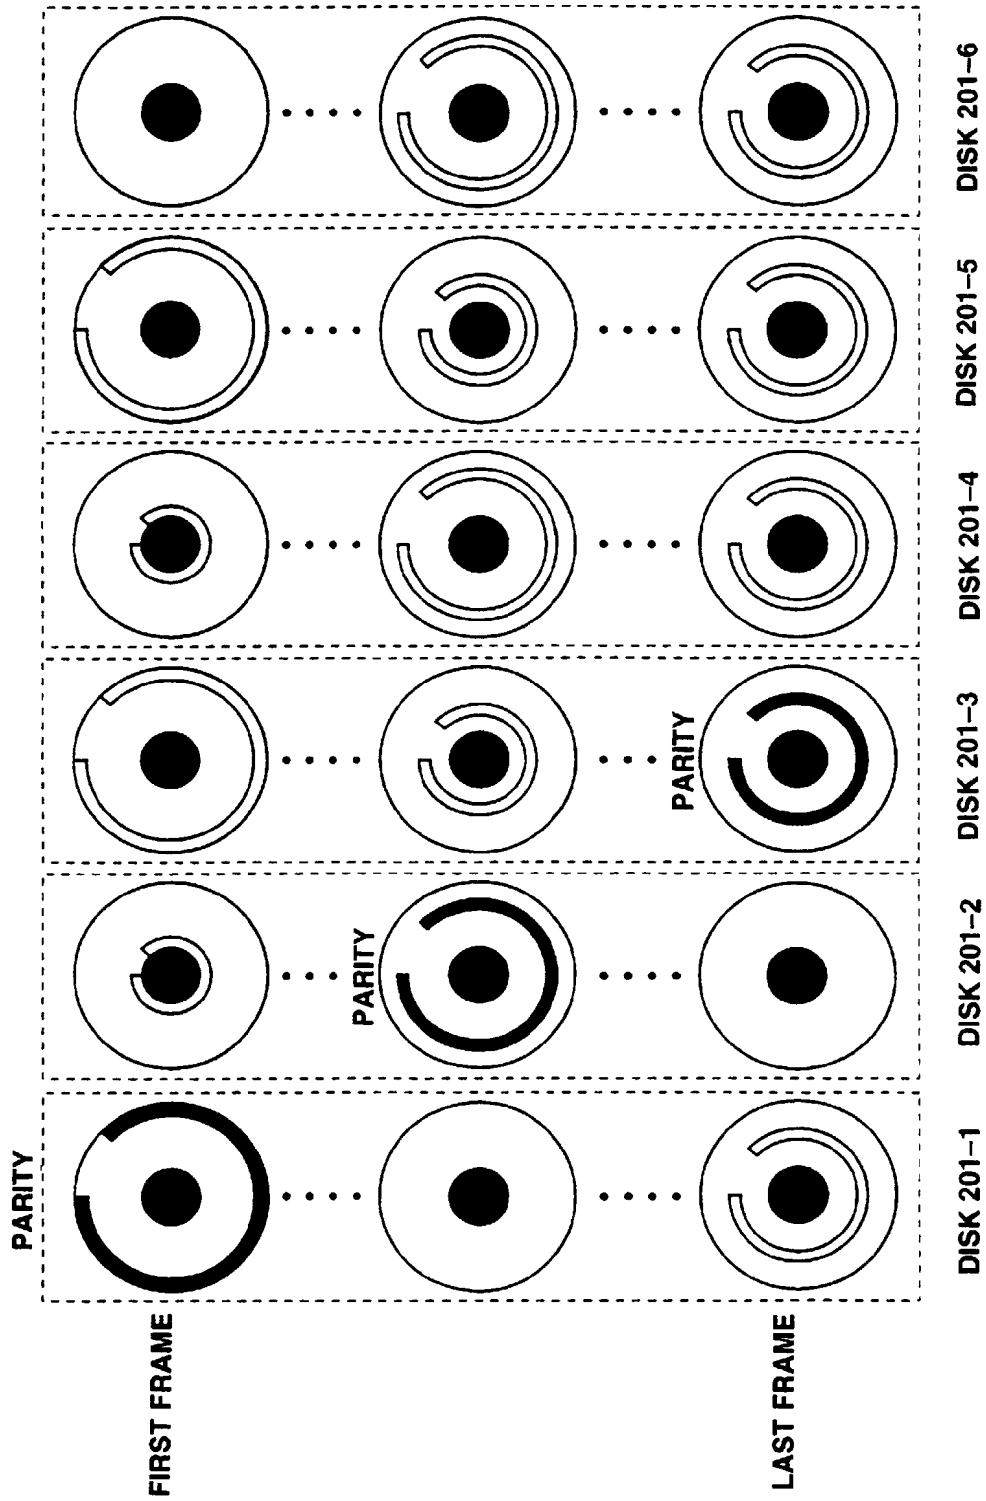 PARITY
FIRST FRAME
PARITY
PARITY
LAST FRAME
DISK 201–1
DISK 201–2
DISK 201–3
DISK 201–4
DISK 201–5
DISK 201–6